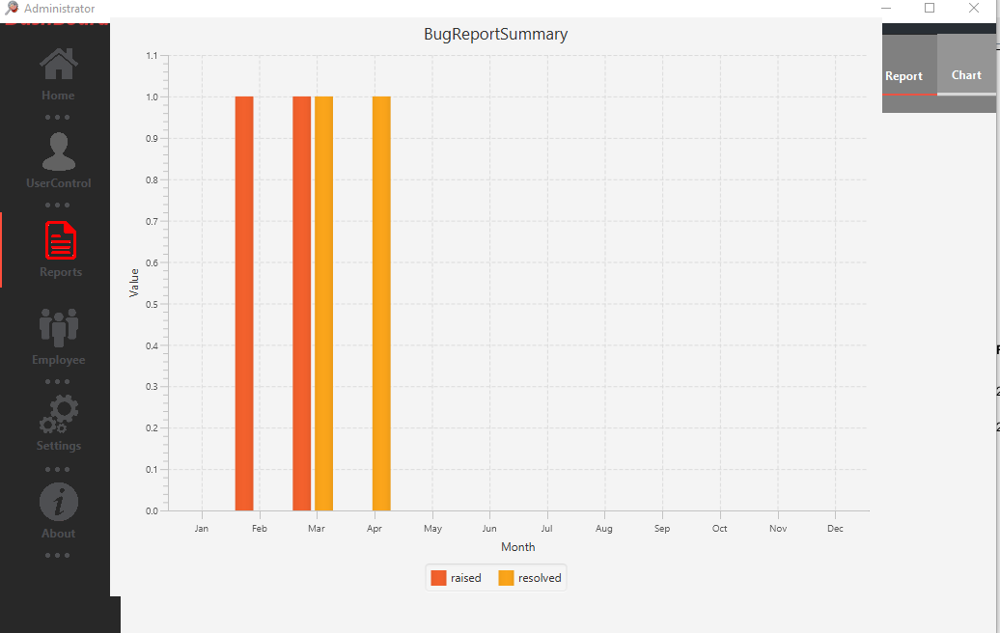 Administrator
BugReportSummary
Report
Chart
Home
UserControl
Reports
Employee
Settings
About
Value
1.1
1.0
0.9
0.8
0.7
0.6
0.5
0.4
0.3
0.2
0.1
0.0
Jan Feb Mar Apr May Jun Jul Aug Sep Oct Nov Dec
Month
raised resolved